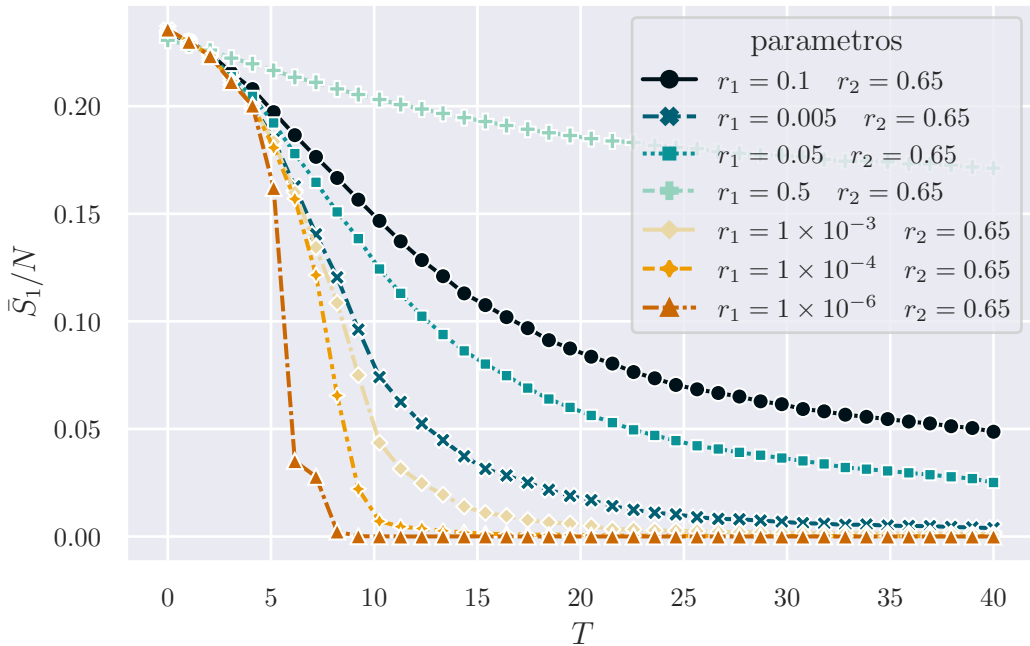 parametros
r₁ = 0.1 r₂ = 0.65
r₁ = 0.005 r₂ = 0.65
r₁ = 0.05 r₂ = 0.65
r₁ = 0.5 r₂ = 0.65
r₁ = 1 × 10⁻³ r₂ = 0.65
r₁ = 1 × 10⁻⁴ r₂ = 0.65
r₁ = 1 × 10⁻⁶ r₂ = 0.65
S̄₁/N
0.20
0.15
0.10
0.05
0.00
0 5 10 15 20 25 30 35 40
T